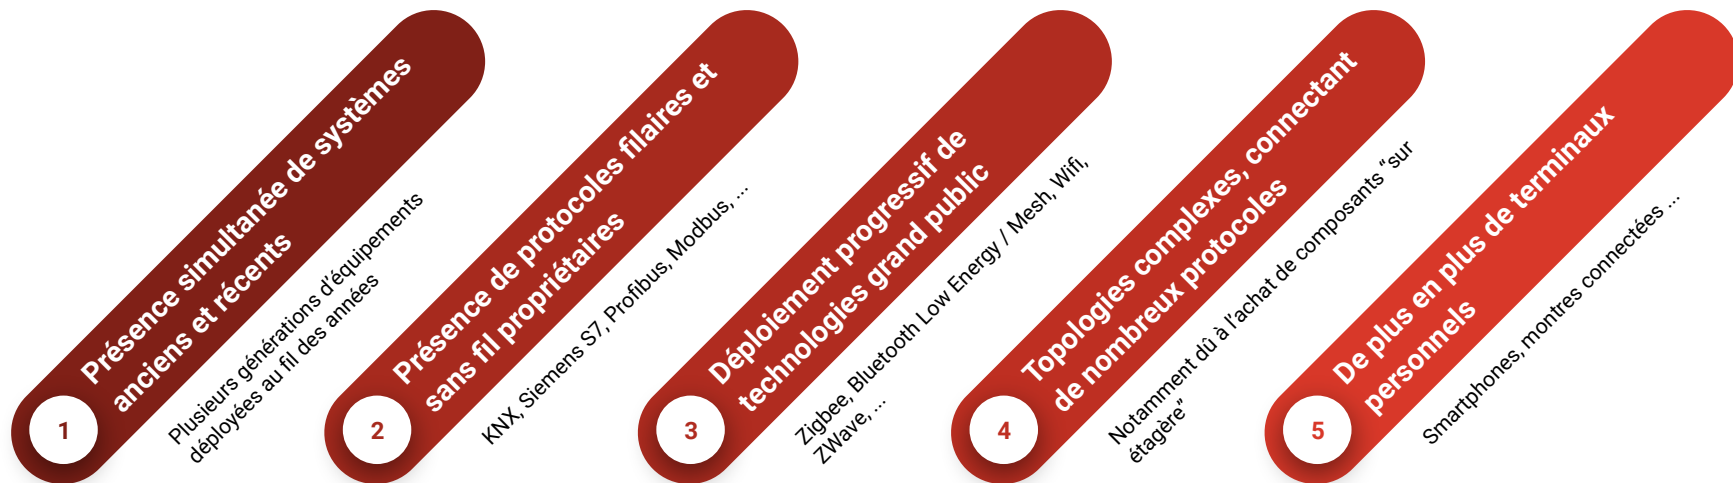 1
Présence simultanée de systèmes
anciens et récents
Plusieurs générations d'équipements
déployées au fil des années
2
Présence de protocoles filaires et
sans fil propriétaires
KNX, Siemens S7, Profibus, Modbus, ...
3
Déploiement progressif de
technologies grand public
Zigbee, Bluetooth Low Energy / Mesh, Wifi,
ZWave, ...
4
Topologies complexes, connectant
de nombreux protocoles
Notamment dû à l'achat de composants “sur
étagère”
5
De plus en plus de terminaux
personnels
Smartphones, montres connectées ...